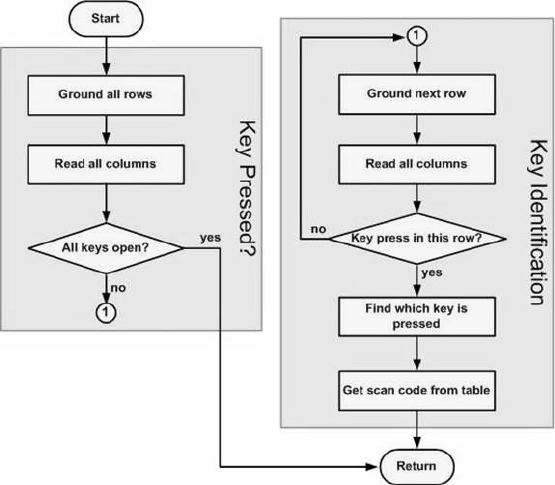 Start
Ground all rows
Read all columns
All keys open?
yes
no
1
Key Pressed?
1
Ground next row
Read all columns
Key press in this row?
no
yes
Find which key is
pressed
Get scan code from table
Key Identification
Return